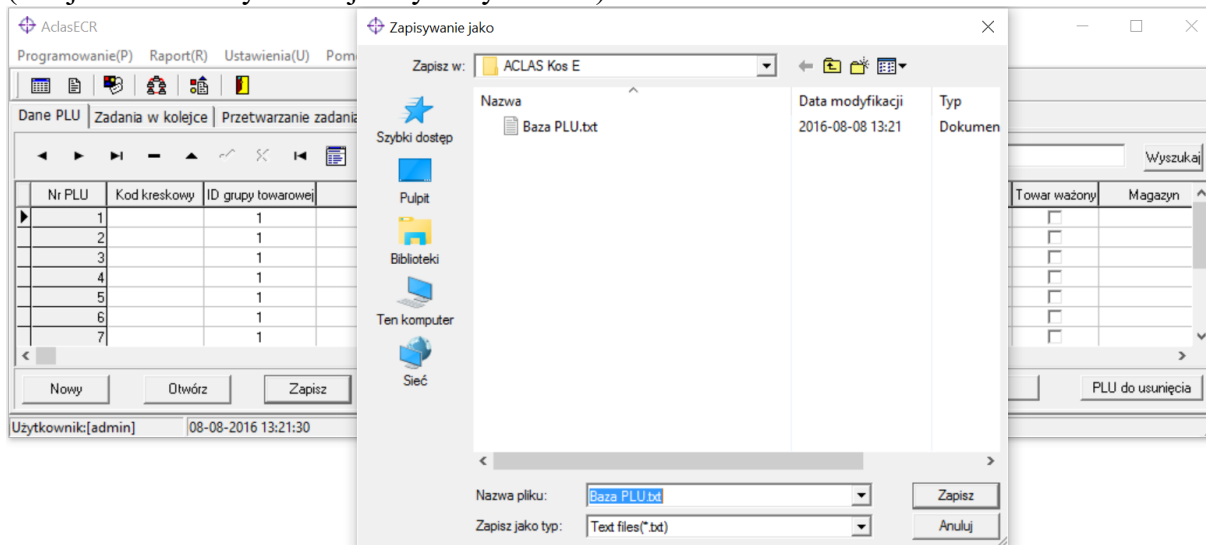 AclasECR
Programowanie(P) Raport(R) Ustawienia(U)
Dane PLU Zadania w kolejce Przetwarzanie
Wyszukaj
Nr PLU Kod kreskowy ID grupy towarowej Towar ważony Magazyn
1 1
2 1
3 1
4 1
5 1
6 1
7 1
Nowy Otwórz Zapisz PLU do usunięcia
Użytkownik:[admin] 08-08-2016 13:21:30
Zapisywanie jako
Zapisz w: ACLAS Kos E
Szybki dostęp
Pulpit
Biblioteki
Ten komputer
Sieć
Nazwa Data modyfikacji Typ
Baza PLU.txt 2016-08-08 13:21 Dokumen
Nazwa pliku: Baza PLU.txt Zapisz
Zapisz jako typ: Text files(*.txt) Anuluj